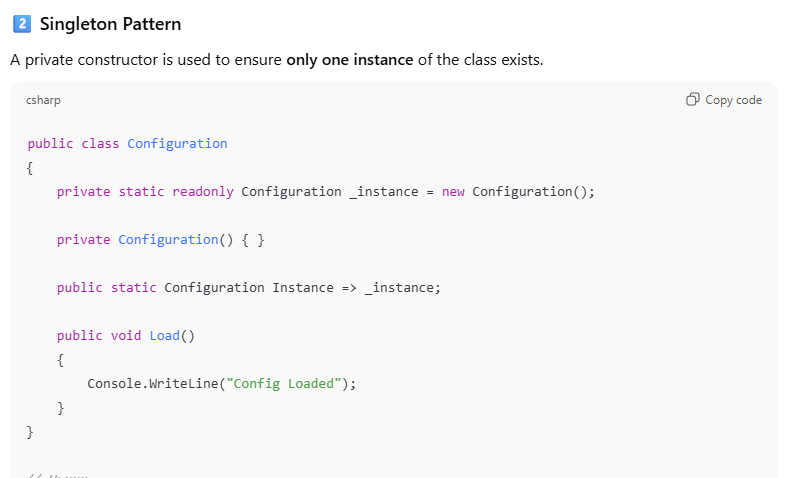 2 Singleton Pattern
A private constructor is used to ensure only one instance of the class exists.
csharp Copy code
public class Configuration
{
    private static readonly Configuration _instance = new Configuration();
    private Configuration() { }
    public static Configuration Instance => _instance;
    public void Load()
    {
        Console.WriteLine("Config Loaded");
    }
}